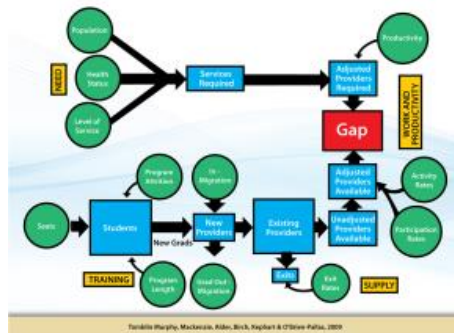 Population
Productivity
NEED
Health
Status
Services
Required
Adjusted
Providers
Required
Level of
Service
Gap
WORK AND
PRODUCTIVITY
Program
Attrition
In -
Migration
Adjusted
Providers
Available
Activity
Rates
Seats
Students
New Grads
New
Providers
Existing
Providers
Unadjusted
Providers
Available
Participation
Rates
TRAINING
Program
Length
Grad Out-
Migration
Exits
Exit
Rates
SUPPLY
Tomblin Murphy, Mackenzie, Alder, Birch, Kephart & O'Brien-Pallas, 2009